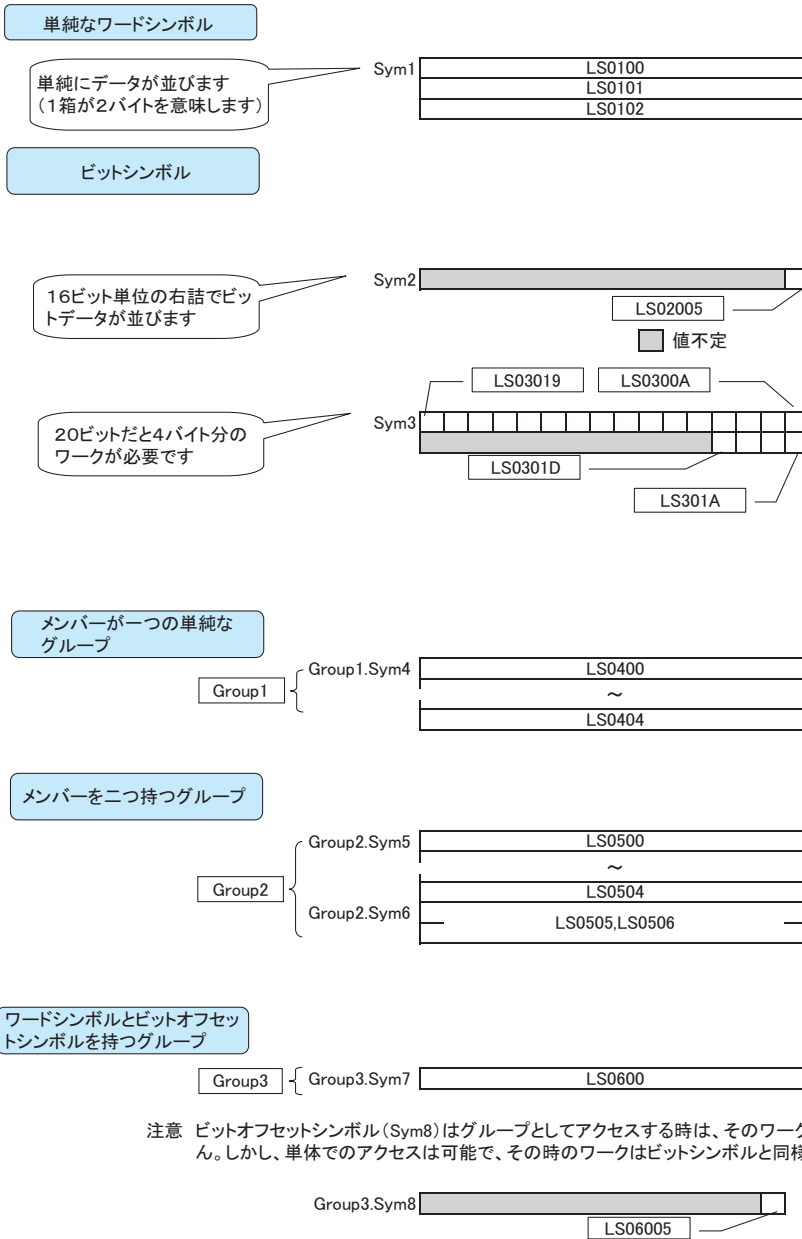 単純なワードシンボル
単純にデータが並びます
(1箱が2バイトを意味します)
Sym1
LS0100
LS0101
LS0102
ビットシンボル
16ビット単位の右詰でビッ
トデータが並びます
Sym2
LS02005
値不定
LS03019
LS0300A
20ビットだと4バイト分の
ワークが必要です
Sym3
LS0301D
LS301A
メンバーが一つの単純な
グループ
Group1
Group1.Sym4
LS0400
~
LS0404
メンバーを二つ持つグループ
Group2
Group2.Sym5
LS0500
~
LS0504
Group2.Sym6
LS0505,LS0506
ワードシンボルとビットオフセッ
トシンボルを持つグループ
Group3
Group3.Sym7
LS0600
注意 ビットオフセットシンボル(Sym8)はグループとしてアクセスする時は、そのワーク
ん。しかし、単体でのアクセスは可能で、その時のワークはビットシンボルと同様
Group3.Sym8
LS06005